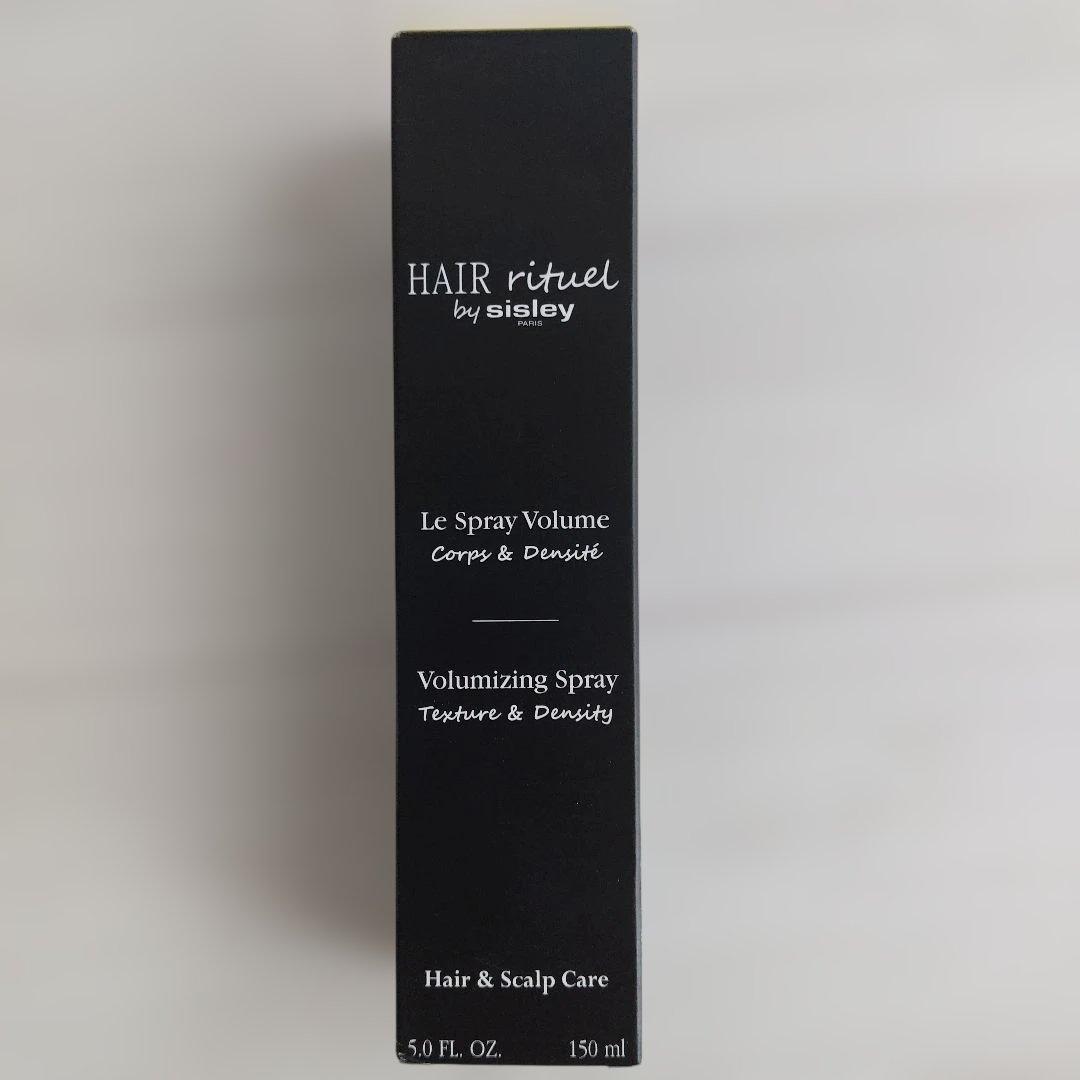 HAIR rituel
by sisley
PARIS
Le Spray Volume
Corps & Densité
Volumizing Spray
Texture & Density
Hair & Scalp Care
5.0 FL. OZ. 150 ml